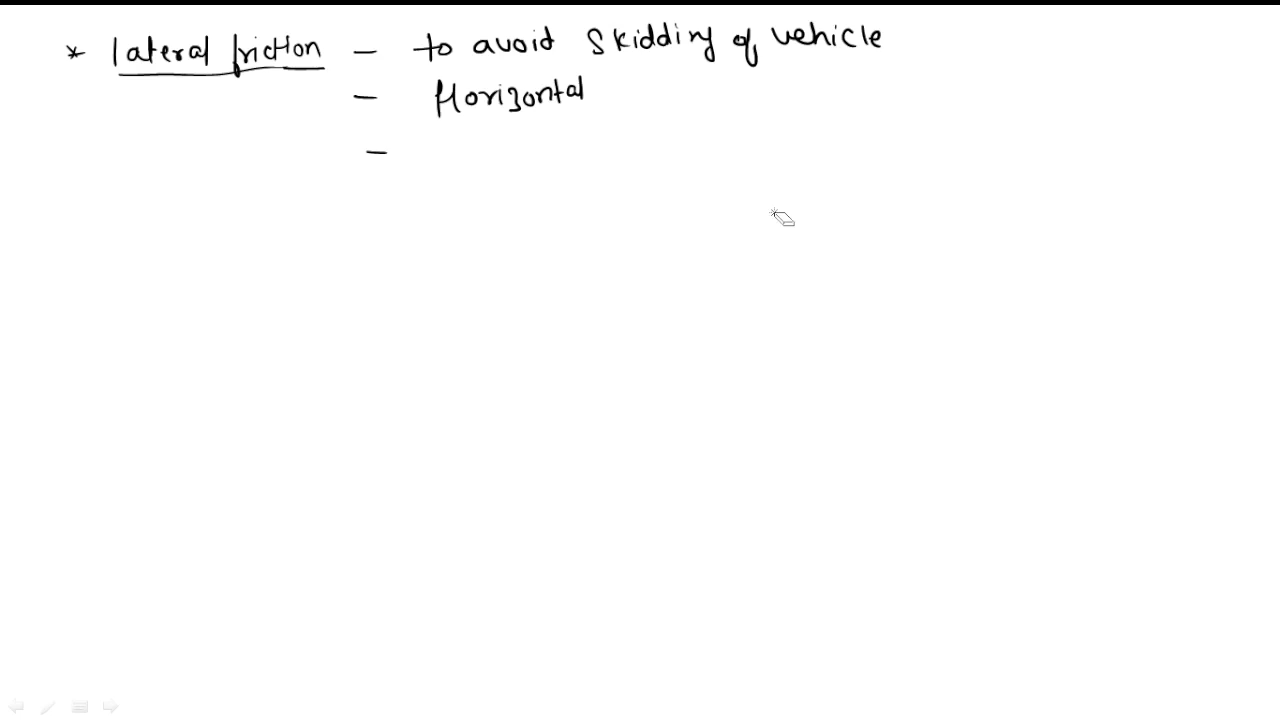 * lateral friction - to avoid skidding of vehicle
- Horizontal
-